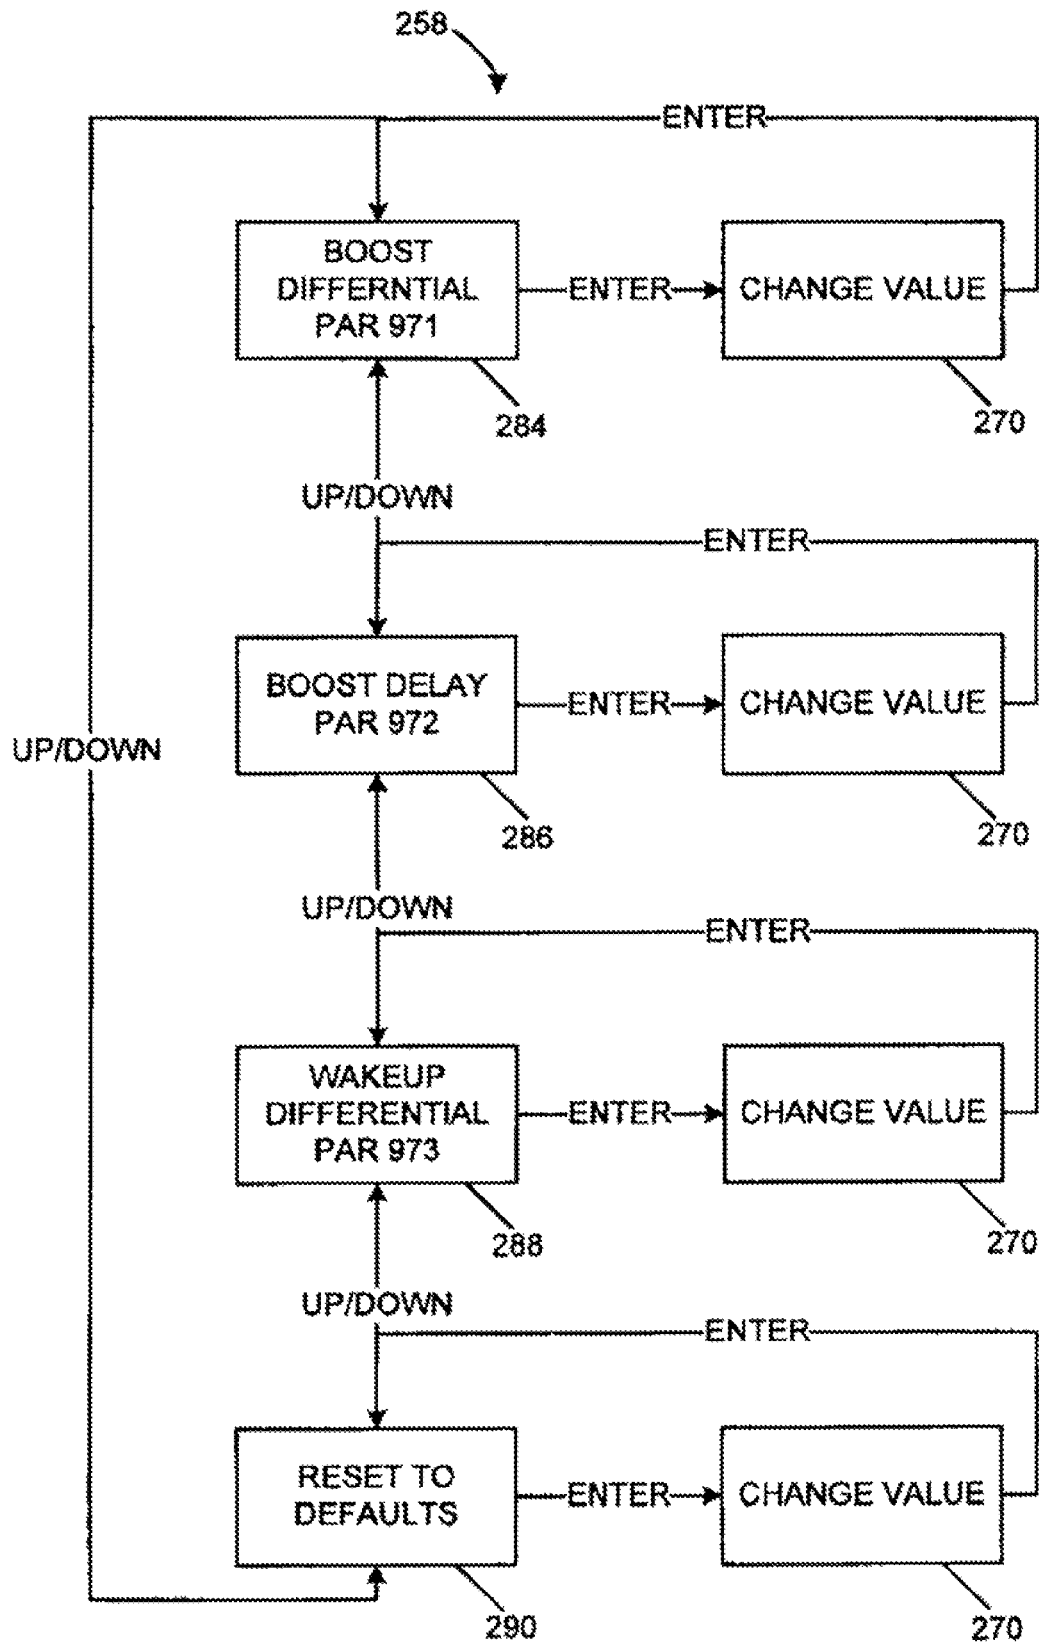 258
ENTER
BOOST
DIFFERNTIAL
PAR 971
ENTER
CHANGE VALUE
284
270
UP/DOWN
ENTER
BOOST DELAY
PAR 972
ENTER
CHANGE VALUE
UP/DOWN
286
270
UP/DOWN
ENTER
WAKEUP
DIFFERENTIAL
PAR 973
ENTER
CHANGE VALUE
288
270
UP/DOWN
ENTER
RESET TO
DEFAULTS
ENTER
CHANGE VALUE
290
270